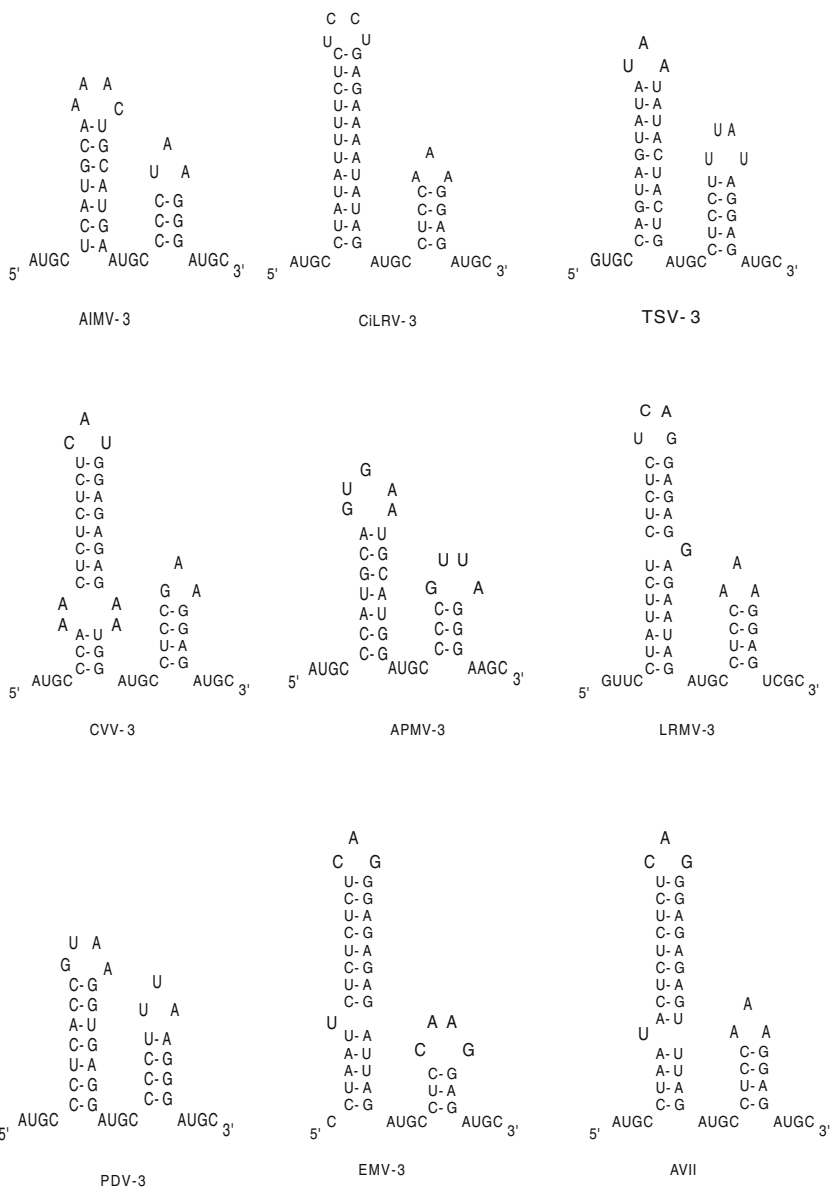 A A
A C
A-U
C-G
G-C
U-A
A-U
C-G
U-A
A
U A
C-G
C-G
C-G
5' AUGC AUGC AUGC 3'
AIMV-3
C C
U U
C-G
U-A
C-G
U-A
U-A
U-A
U-A
A-U
U-A
A-U
U-A
C-G
A
A A
C-G
C-G
U-A
C-G
5' AUGC AUGC AUGC 3'
CiLRV-3
A
U A
A-U
U-A
A-U
U-A
G-C
A-U
U-A
G-C
A-U
C-G
U A
U U
U-A
C-G
C-G
U-A
C-G
5' GUGC AUGC AUGC 3'
TSV-3
A
C U
U-G
C-G
U-A
C-G
U-A
C-G
U-A
C-G
A A
A A
A-U
C-G
C-G
A
G A
C-G
C-G
U-A
C-G
5' AUGC AUGC AUGC 3'
CVV-3
G
U A
G A
A-U
C-G
G-C
U-A
A-U
C-G
C-G
U U
G A
C-G
C-G
C-G
5' AUGC AUGC AAGC 3'
APMV-3
C A
U G
C-G
U-A
C-G
U-A
C-G
G
U-A
C-G
U-A
U-A
A-U
U-A
C-G
A
A A
C-G
C-G
U-A
C-G
5' GUUC AUGC UCGC 3'
LRMV-3
U A
G A
C-G
C-G
A-U
C-G
U-A
C-G
C-G
U
U A
U-A
C-G
C-G
C-G
5' AUGC AUGC AUGC 3'
PDV-3
A
C G
U-G
C-G
U-A
C-G
U-A
C-G
U-A
C-G
U
U-A
A-U
A-U
U-A
C-G
A A
C G
C-G
U-A
C-G
5' C AUGC AUGC 3'
EMV-3
A
C G
U-G
C-G
U-A
C-G
U-A
C-G
U-A
C-G
A-U
U
A-U
A-U
U-A
C-G
A
A A
C-G
C-G
U-A
C-G
5' AUGC AUGC AUGC 3'
AVII